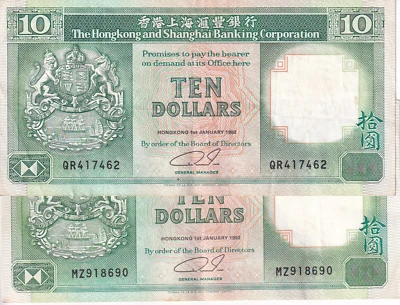 10 香港上海滙豐銀行 10
The Hongkong and Shanghai Banking Corporation
Promises to pay the bearer
on demand at its Office here
TEN
DOLLARS
HONGKONG 1st JANUARY 1992
By order of the Board of Directors
GENERAL MANAGER
QR417462 QR417462
拾圓
TEN
DOLLARS
HONGKONG 1st JANUARY 1992
By order of the Board of Directors
GENERAL MANAGER
MZ918690 MZ918690
拾圓